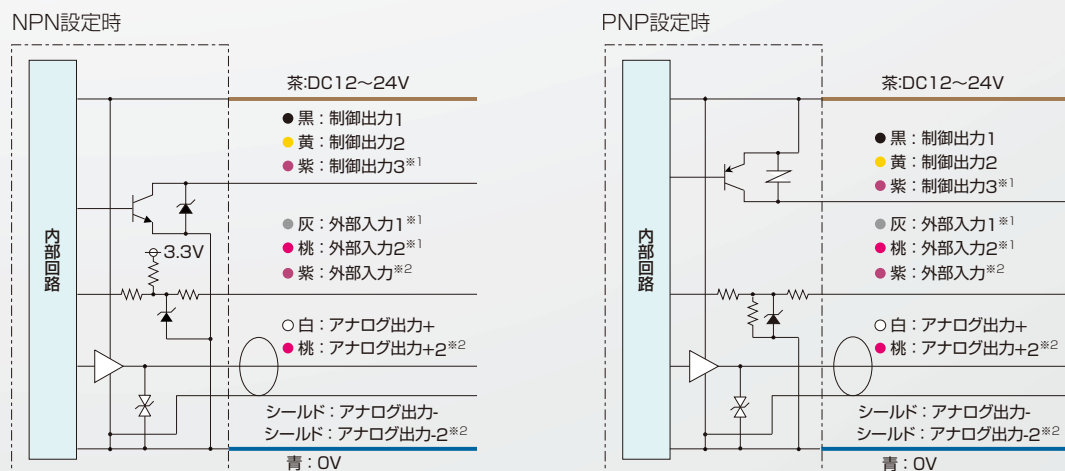 NPN設定時
内部回路
茶:DC12〜24V
黒：制御出力1
黄：制御出力2
紫：制御出力3※1
灰：外部入力1※1
桃：外部入力2※1
紫：外部入力※2
3.3V
白：アナログ出力+
桃：アナログ出力+2※2
シールド：アナログ出力-
シールド：アナログ出力-2※2
青：0V
PNP設定時
内部回路
茶:DC12〜24V
黒：制御出力1
黄：制御出力2
紫：制御出力3※1
灰：外部入力1※1
桃：外部入力2※1
紫：外部入力※2
白：アナログ出力+
桃：アナログ出力+2※2
シールド：アナログ出力-
シールド：アナログ出力-2※2
青：0V